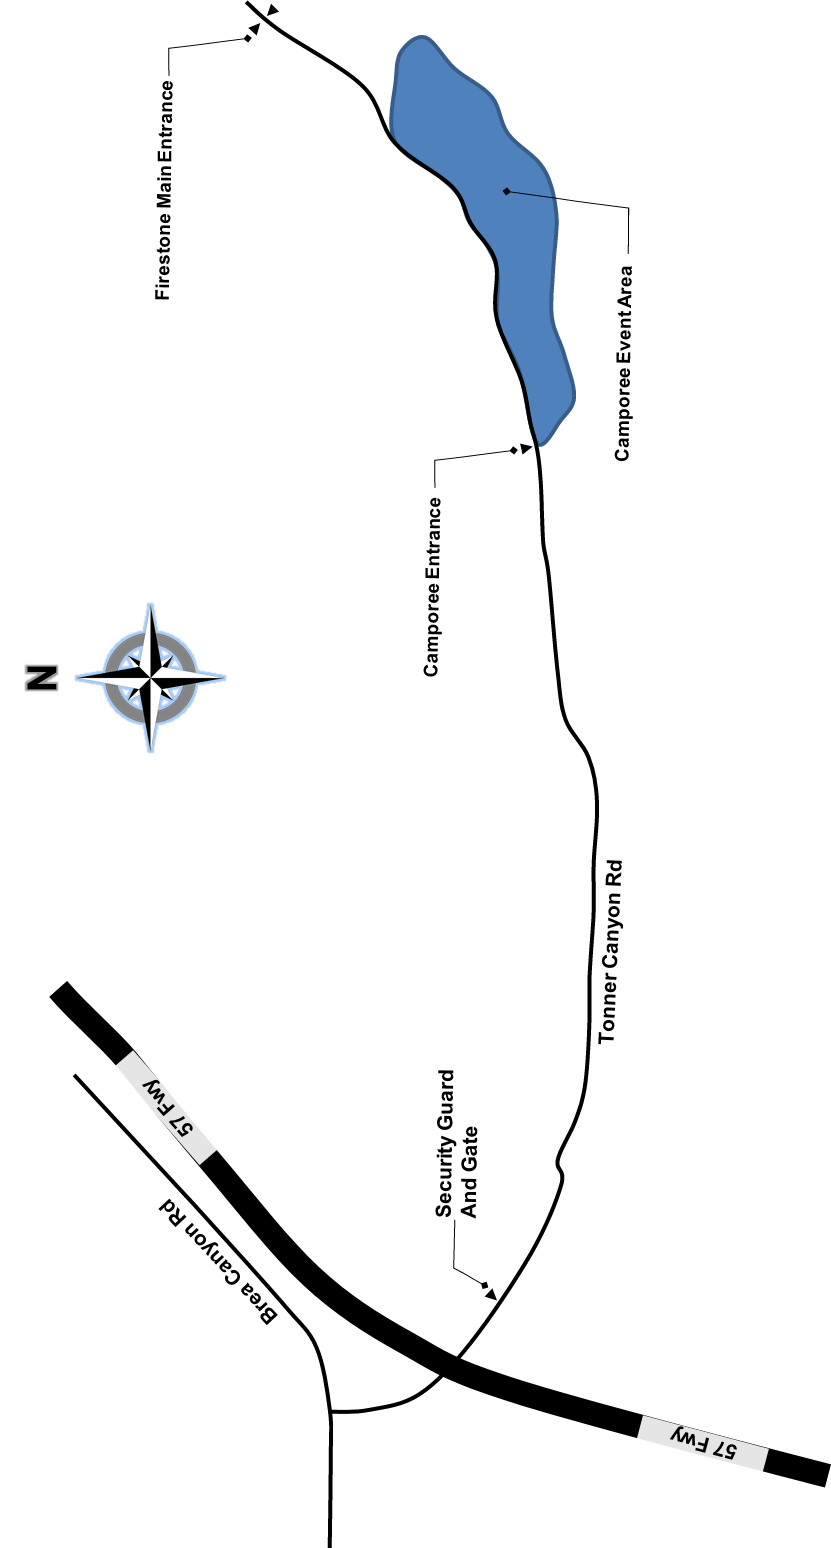 Firestone Main Entrance
Camporee Event Area
Camporee Entrance
N
Tonner Canyon Rd
57 Fwy
Security Guard
And Gate
Brea Canyon Rd
57 Fwy